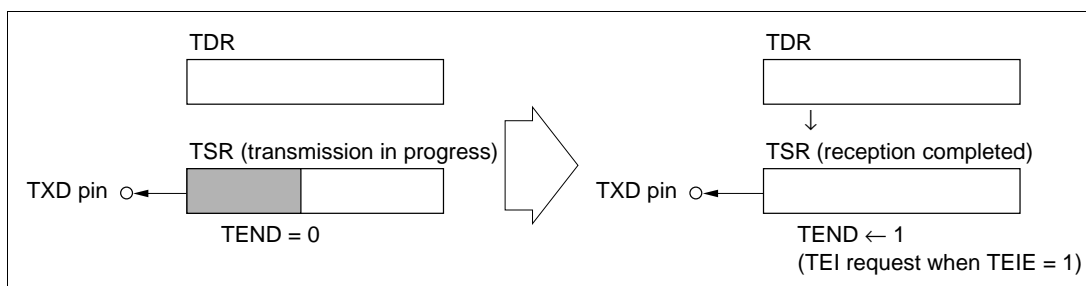 TDR
TSR (transmission in progress)
TXD pin
TEND = 0
TDR
↓
TSR (reception completed)
TXD pin
TEND ← 1
(TEI request when TEIE = 1)